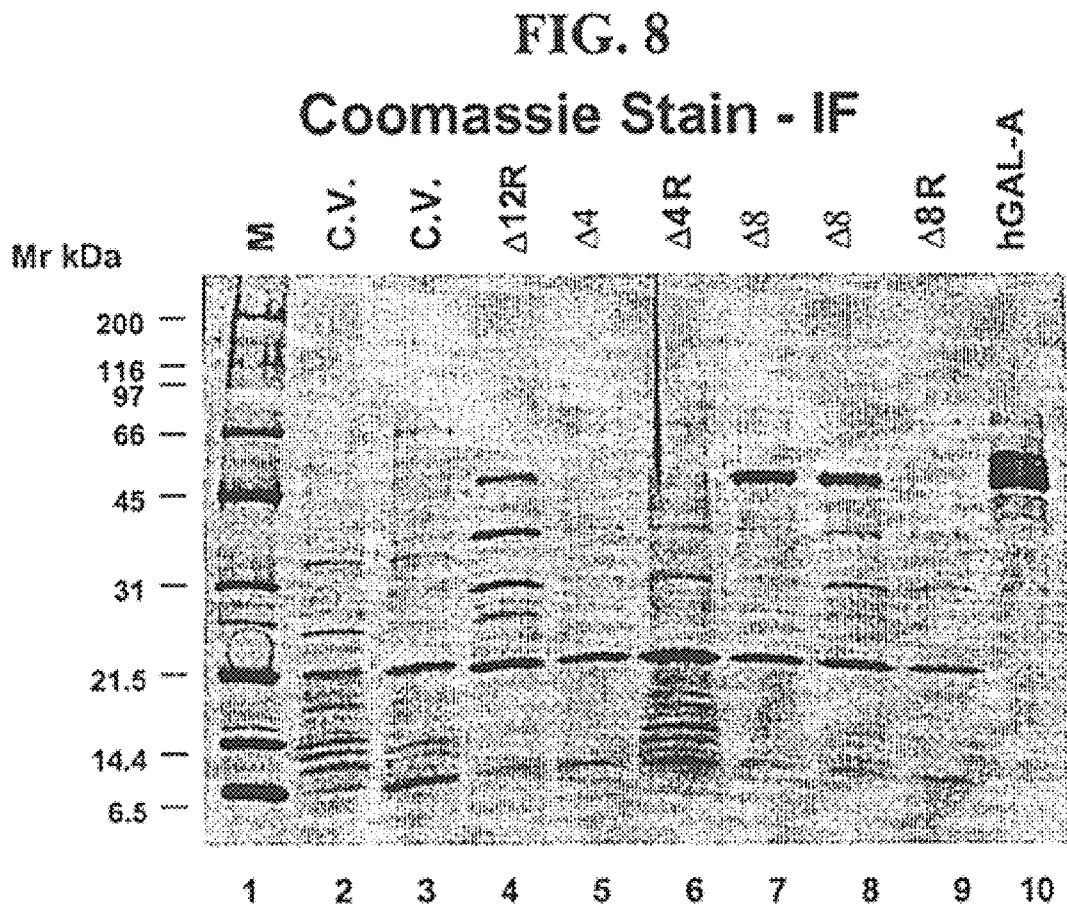 FIG. 8
Coomassie Stain - IF
M C.V. C.V. Δ12R Δ4 Δ4R Δ8 Δ8 Δ8R hGAL-A
Mr kDa
200
116
97
66
45
31
21.5
14.4
6.5
1 2 3 4 5 6 7 8 9 10